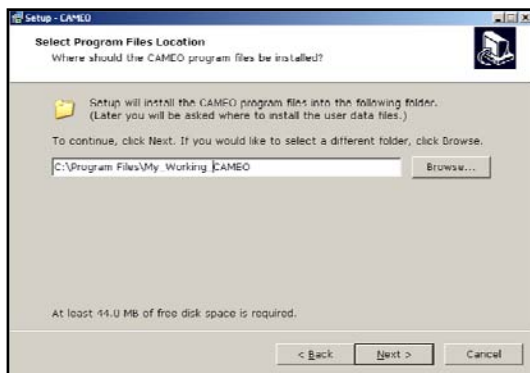 Setup - CAMEO
Select Program Files Location
Where should the CAMEO program files be installed?
Setup will install the CAMEO program files into the following folder.
(Later you will be asked where to install the user data files.)
To continue, click Next. If you would like to select a different folder, click Browse.
C:\Program Files\My_Working_CAMEO
Browse...
At least 44.0 MB of free disk space is required.
< Back
Next >
Cancel